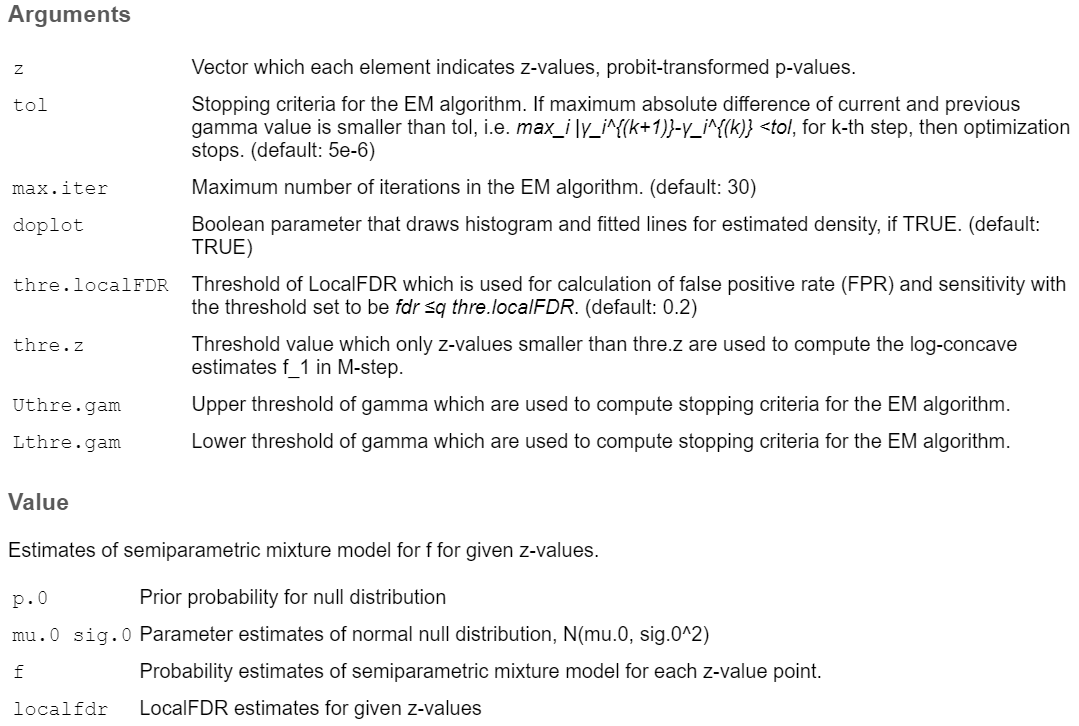 Arguments
z Vector which each element indicates z-values, probit-transformed p-values.
tol Stopping criteria for the EM algorithm. If maximum absolute difference of current and previous
gamma value is smaller than tol, i.e. max_i |γ_i^{(k+1)}-γ_i^{(k)} <tol, for k-th step, then optimization
stops. (default: 5e-6)
max.iter Maximum number of iterations in the EM algorithm. (default: 30)
doplot Boolean parameter that draws histogram and fitted lines for estimated density, if TRUE. (default:
TRUE)
thre.localFDR Threshold of LocalFDR which is used for calculation of false positive rate (FPR) and sensitivity with
the threshold set to be fdr ≤q thre.localFDR. (default: 0.2)
thre.z Threshold value which only z-values smaller than thre.z are used to compute the log-concave
estimates f_1 in M-step.
Uthre.gam Upper threshold of gamma which are used to compute stopping criteria for the EM algorithm.
Lthre.gam Lower threshold of gamma which are used to compute stopping criteria for the EM algorithm.
Value
Estimates of semiparametric mixture model for f for given z-values.
p.0 Prior probability for null distribution
mu.0 sig.0 Parameter estimates of normal null distribution, N(mu.0, sig.0^2)
f Probability estimates of semiparametric mixture model for each z-value point.
localfdr LocalFDR estimates for given z-values